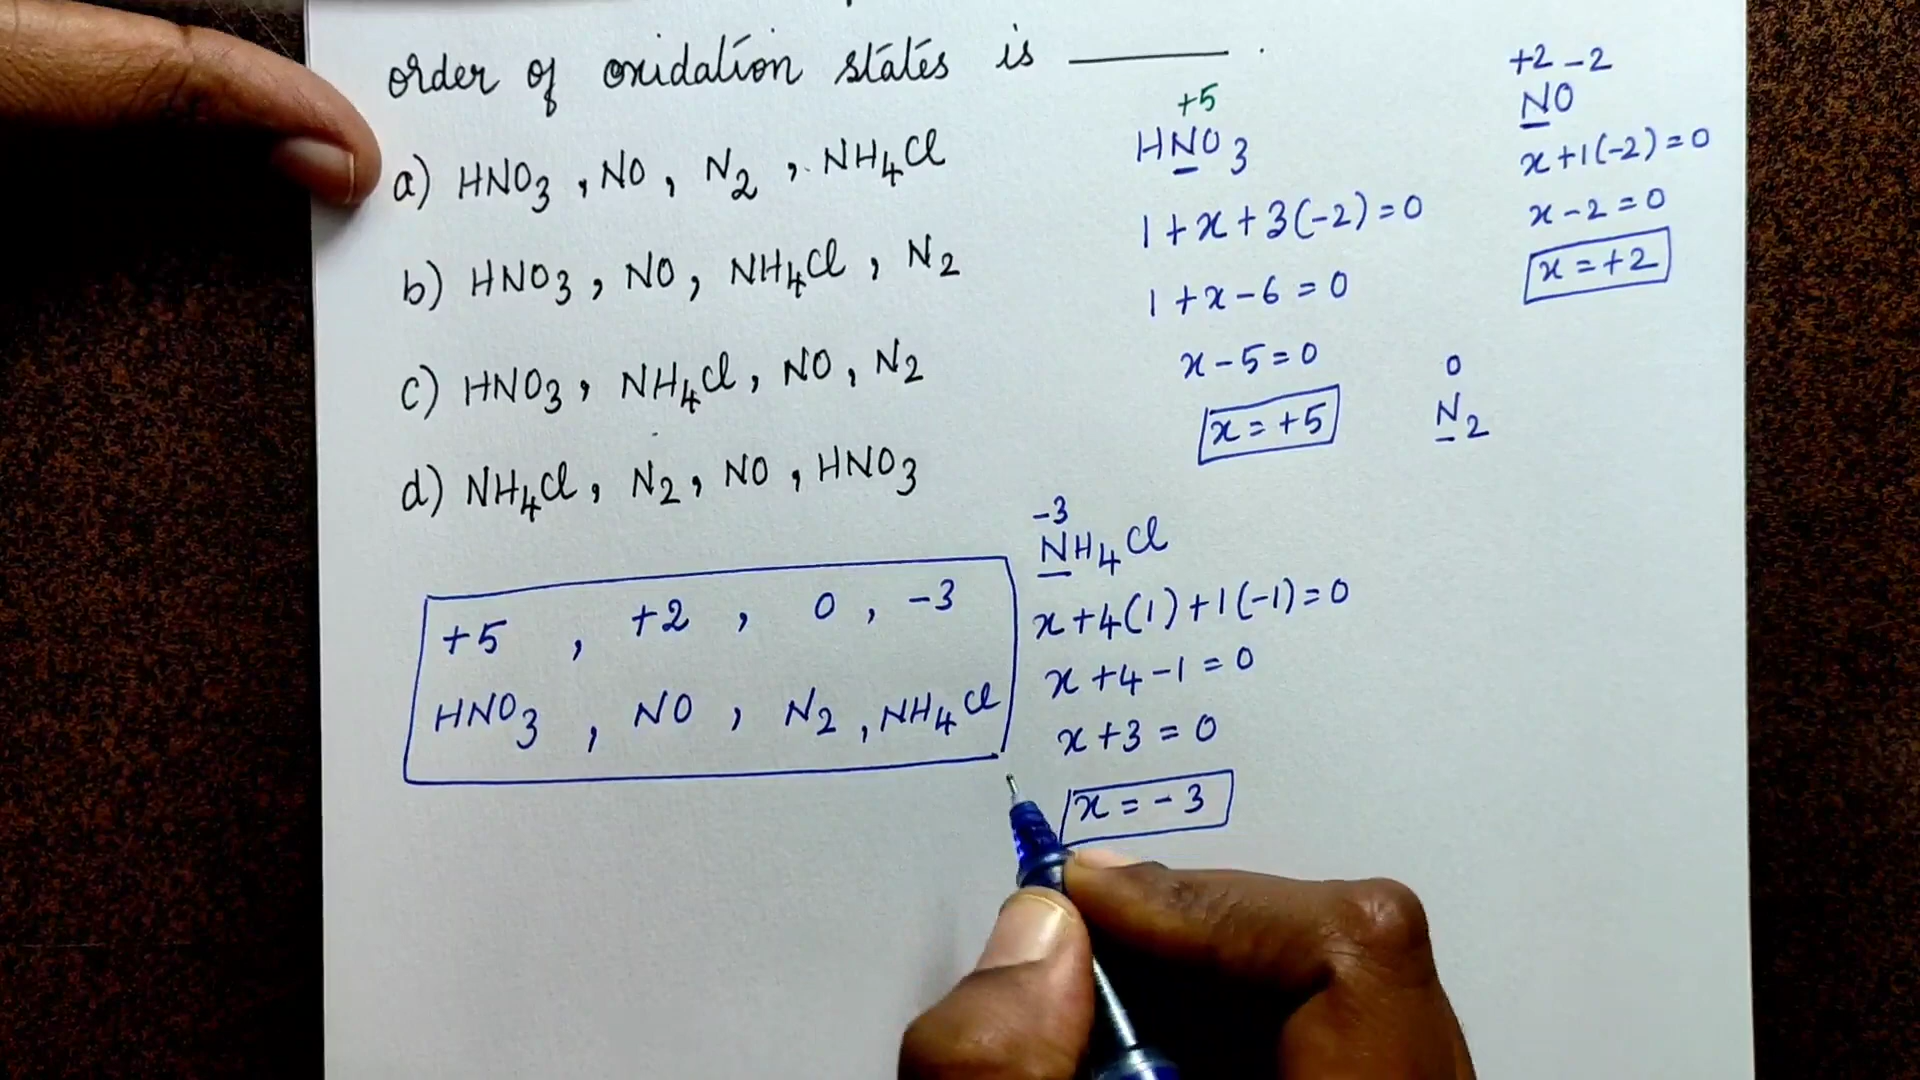 order of oxidation states is ______.
a) HNO3, NO, N2, NH4Cl
b) HNO3, NO, NH4Cl, N2
c) HNO3, NH4Cl, NO, N2
d) NH4Cl, N2, NO, HNO3
+5 , +2 , 0 , -3
HNO3 , NO , N2 , NH4Cl
+5
HNO3
1+x+3(-2)=0
1+x-6=0
x-5=0
x=+5
+2 -2
NO
x+1(-2)=0
x-2=0
x=+2
0
N2
-3
NH4Cl
x+4(1)+1(-1)=0
x+4-1=0
x+3=0
x=-3